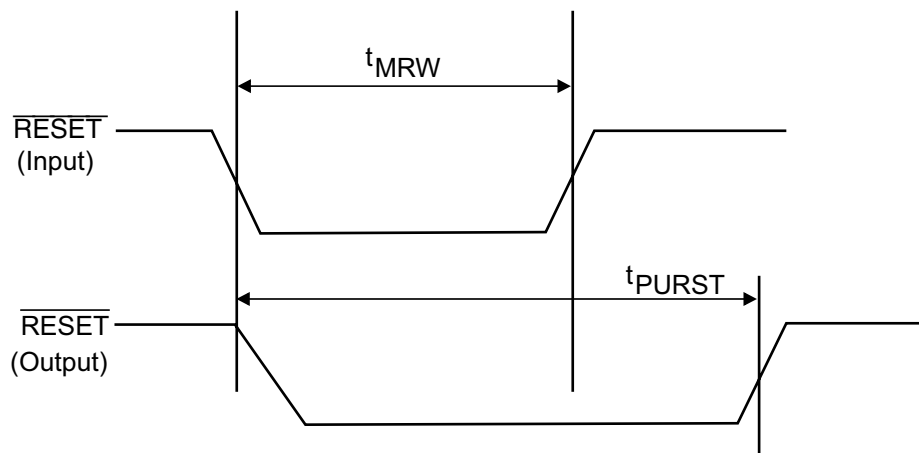 tMRW
RESET
(Input)
tPURST
RESET
(Output)